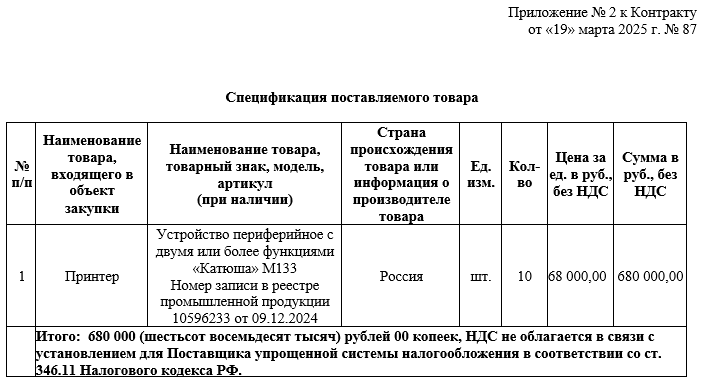 Приложение № 2 к Контракту
от «19» марта 2025 г. № 87
Спецификация поставляемого товара
№
п/п
Наименование
товара,
входящего в
объект
закупки
Наименование товара,
товарный знак, модель,
артикул
(при наличии)
Страна
происхождения
товара или
информация о
производителе
товара
Ед.
изм.
Кол-
во
Цена за
ед. в руб.,
без НДС
Сумма в
руб., без
НДС
1
Принтер
Устройство периферийное с
двумя или более функциями
«Катюша» М133
Номер записи в реестре
промышленной продукции
10596233 от 09.12.2024
Россия
шт.
10
68 000,00
680 000,00
Итого: 680 000 (шестьсот восемьдесят тысяч) рублей 00 копеек, НДС не облагается в связи с
установлением для Поставщика упрощенной системы налогообложения в соответствии со ст.
346.11 Налогового кодекса РФ.